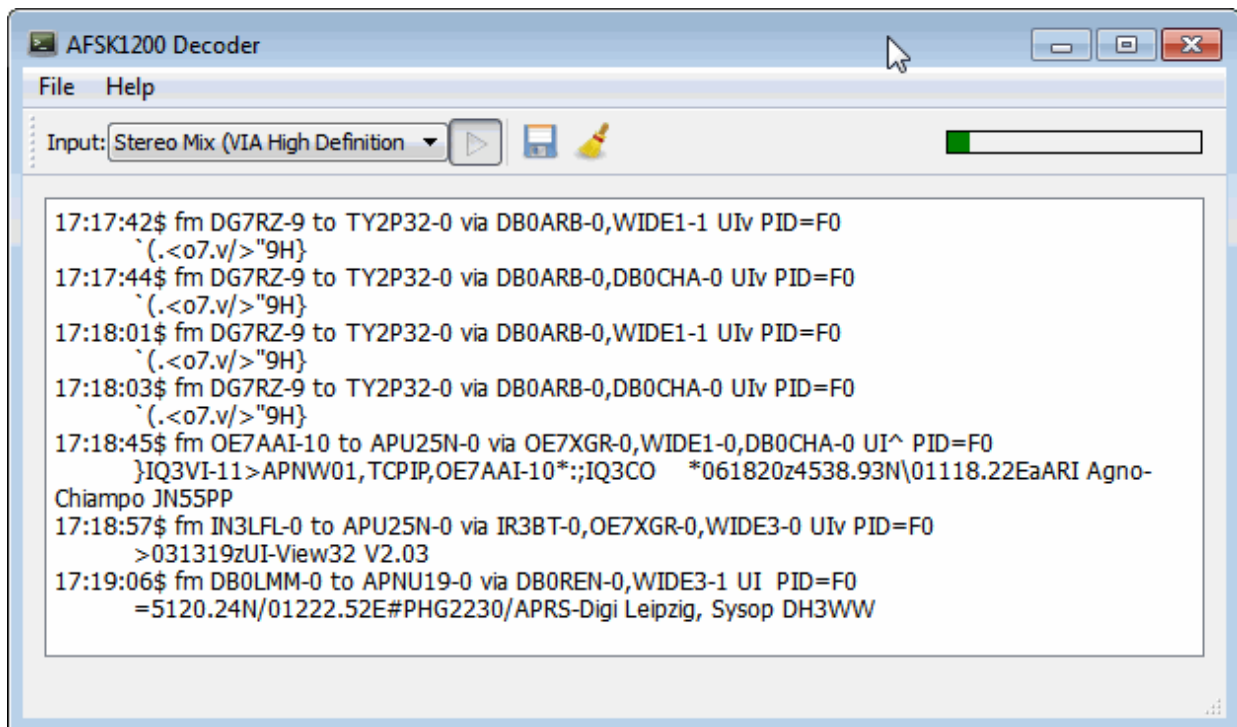 AFSK1200 Decoder
File Help
Input: Stereo Mix (VIA High Definition
17:17:42$ fm DG7RZ-9 to TY2P32-0 via DB0ARB-0,WIDE1-1 UIv PID=F0
`(.<o7.v/>"9H}
17:17:44$ fm DG7RZ-9 to TY2P32-0 via DB0ARB-0,DB0CHA-0 UIv PID=F0
`(.<o7.v/>"9H}
17:18:01$ fm DG7RZ-9 to TY2P32-0 via DB0ARB-0,WIDE1-1 UIv PID=F0
`(.<o7.v/>"9H}
17:18:03$ fm DG7RZ-9 to TY2P32-0 via DB0ARB-0,DB0CHA-0 UIv PID=F0
`(.<o7.v/>"9H}
17:18:45$ fm OE7AAI-10 to APU25N-0 via OE7XGR-0,WIDE1-0,DB0CHA-0 UI^ PID=F0
}IQ3VI-11>APNW01,TCPIP,OE7AAI-10*:;IQ3CO    *061820z4538.93N\01118.22EaARI Agno-
Chiampo JN55PP
17:18:57$ fm IN3LFL-0 to APU25N-0 via IR3BT-0,OE7XGR-0,WIDE3-0 UIv PID=F0
>031319zUI-View32 V2.03
17:19:06$ fm DB0LMM-0 to APNU19-0 via DB0REN-0,WIDE3-1 UI  PID=F0
=5120.24N/01222.52E#PHG2230/APRS-Digi Leipzig, Sysop DH3WW